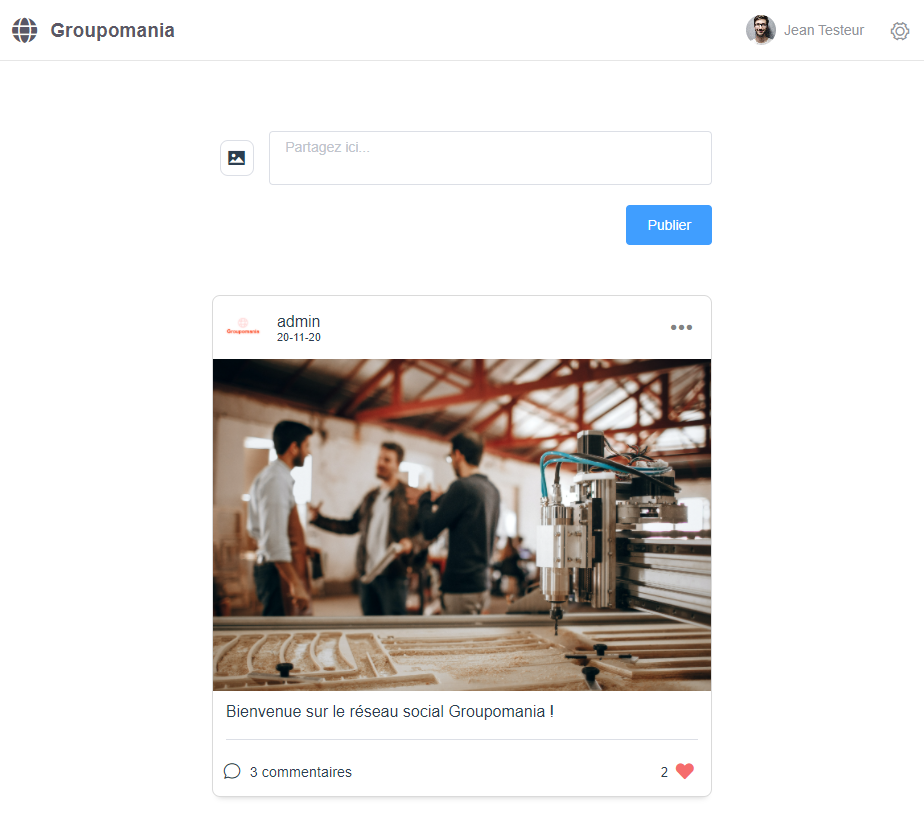 Groupomania
Jean Testeur
Partagez ici...
Publier
Groupomania
admin
20-11-20
Bienvenue sur le réseau social Groupomania !
3 commentaires
2